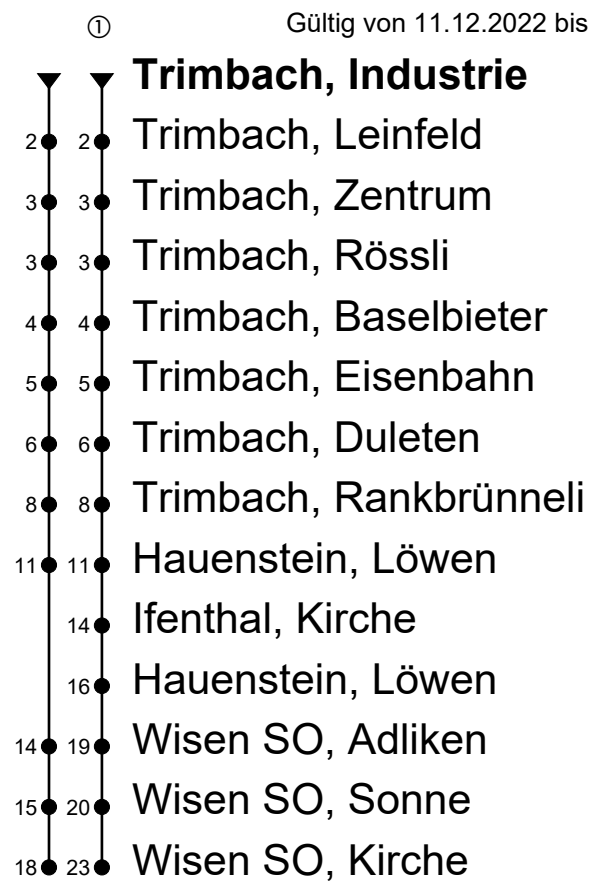 ① Gültig von 11.12.2022 bis
Trimbach, Industrie
2 2 Trimbach, Leinfeld
3 3 Trimbach, Zentrum
3 3 Trimbach, Rössli
4 4 Trimbach, Baselbieter
5 5 Trimbach, Eisenbahn
6 6 Trimbach, Duleten
8 8 Trimbach, Rankbrünneli
11 11 Hauenstein, Löwen
14 Ifenthal, Kirche
16 Hauenstein, Löwen
14 19 Wisen SO, Adliken
15 20 Wisen SO, Sonne
18 23 Wisen SO, Kirche